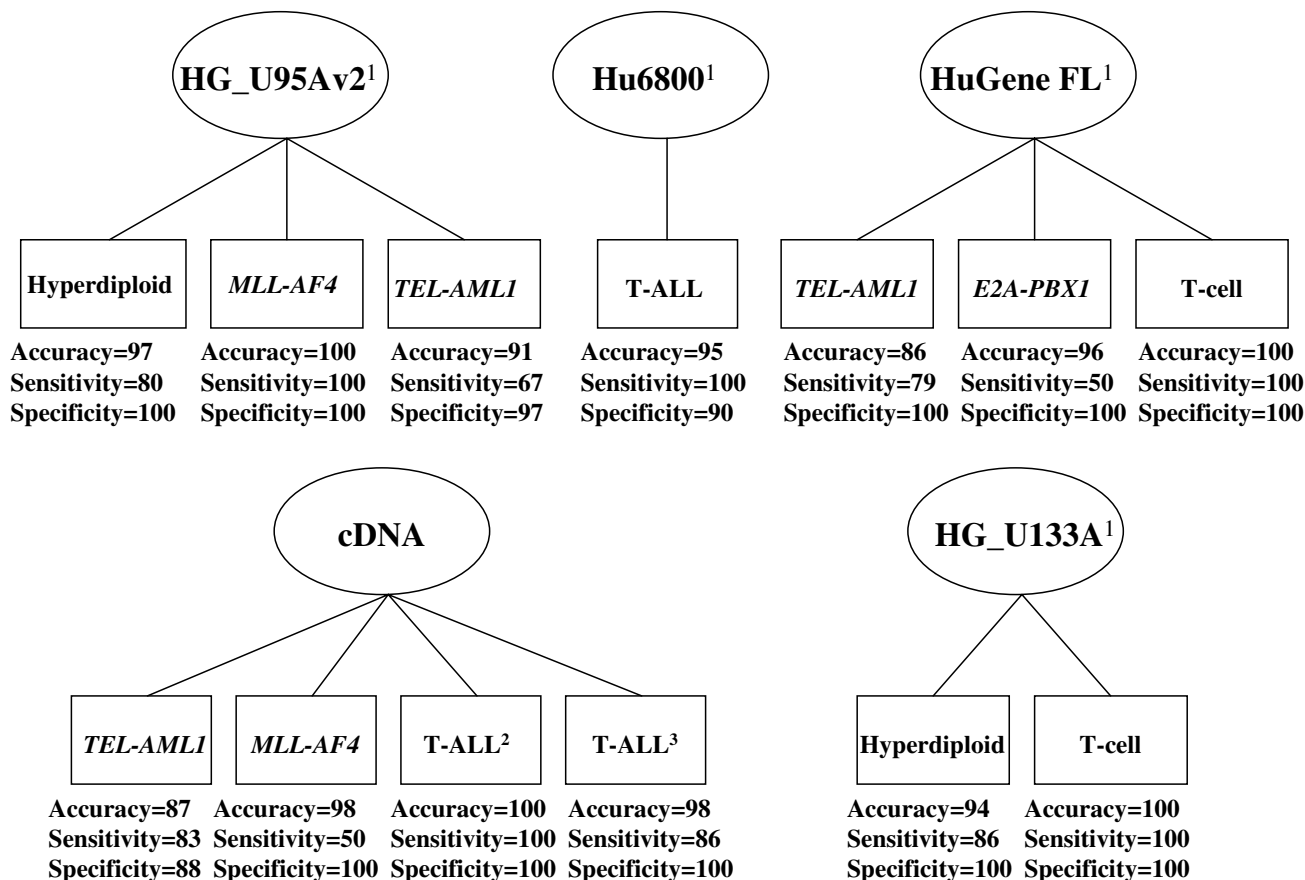 HG_U95Av2¹ Hu6800¹ HuGene FL¹
Hyperdiploid MLL-AF4 TEL-AML1 T-ALL TEL-AML1 E2A-PBX1 T-cell
Accuracy=97 Accuracy=100 Accuracy=91 Accuracy=95 Accuracy=86 Accuracy=96 Accuracy=100
Sensitivity=80 Sensitivity=100 Sensitivity=67 Sensitivity=100 Sensitivity=79 Sensitivity=50 Sensitivity=100
Specificity=100 Specificity=100 Specificity=97 Specificity=90 Specificity=100 Specificity=100 Specificity=100
cDNA HG_U133A¹
TEL-AML1 MLL-AF4 T-ALL² T-ALL³ Hyperdiploid T-cell
Accuracy=87 Accuracy=98 Accuracy=100 Accuracy=98 Accuracy=94 Accuracy=100
Sensitivity=83 Sensitivity=50 Sensitivity=100 Sensitivity=86 Sensitivity=86 Sensitivity=100
Specificity=88 Specificity=100 Specificity=100 Specificity=100 Specificity=100 Specificity=100